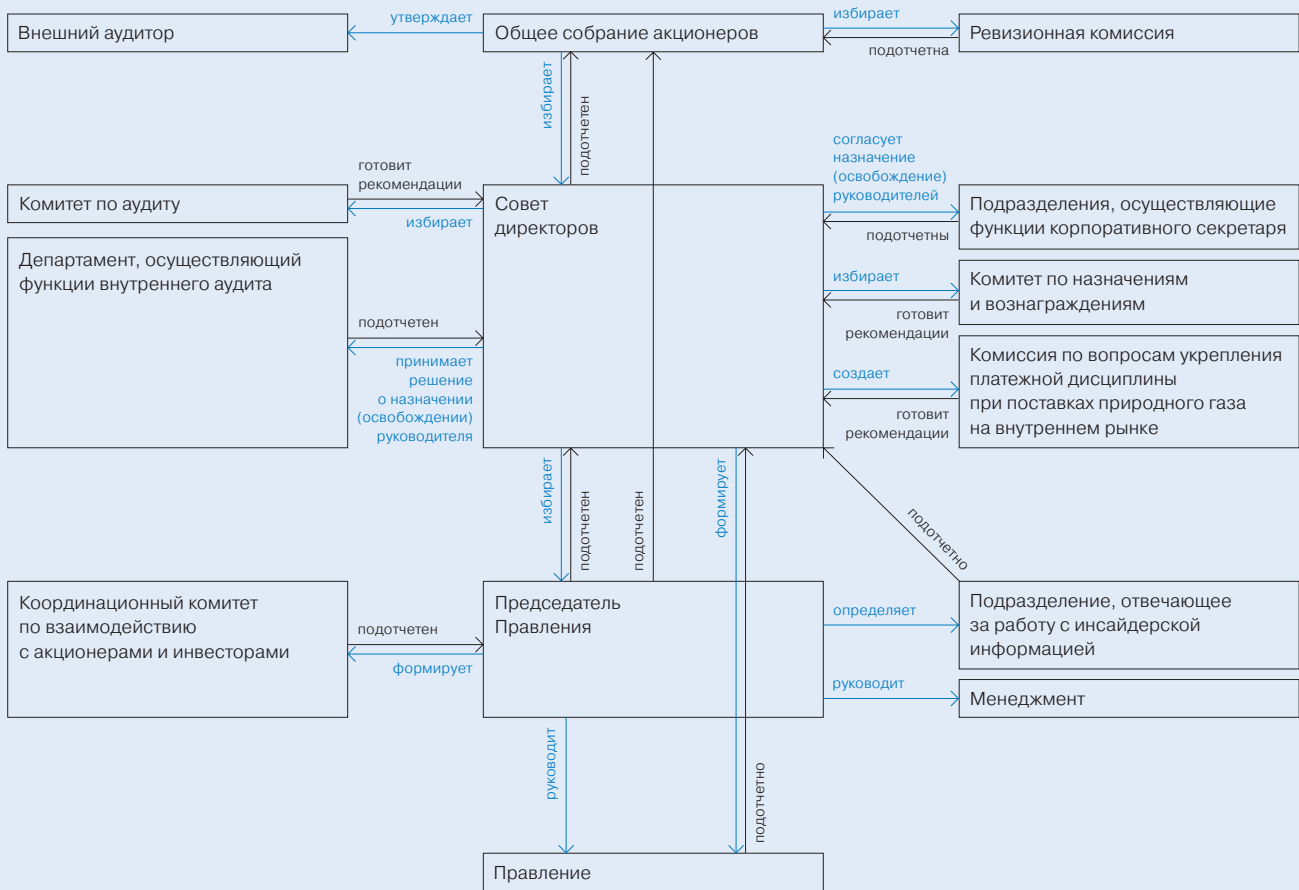 Внешний аудитор
утверждает
Общее собрание акционеров
избирает
подотчетна
Ревизионная комиссия
избирает
подотчетен
Комитет по аудиту
готовит
рекомендации
избирает
Совет
директоров
согласует
назначение
(освобождение)
руководителей
подотчетны
Подразделения, осуществляющие
функции корпоративного секретаря
Департамент, осуществляющий
функции внутреннего аудита
подотчетен
принимает
решение
о назначении
(освобождении)
руководителя
избирает
готовит
рекомендации
Комитет по назначениям
и вознаграждениям
создает
готовит
рекомендации
Комиссия по вопросам укрепления
платежной дисциплины
при поставках природного газа
на внутреннем рынке
избирает
подотчетен
подотчетен
формирует
подотчетно
Координационный комитет
по взаимодействию
с акционерами и инвесторами
подотчетен
формирует
Председатель
Правления
определяет
Подразделение, отвечающее
за работу с инсайдерской
информацией
руководит
Менеджмент
руководит
подотчетно
Правление